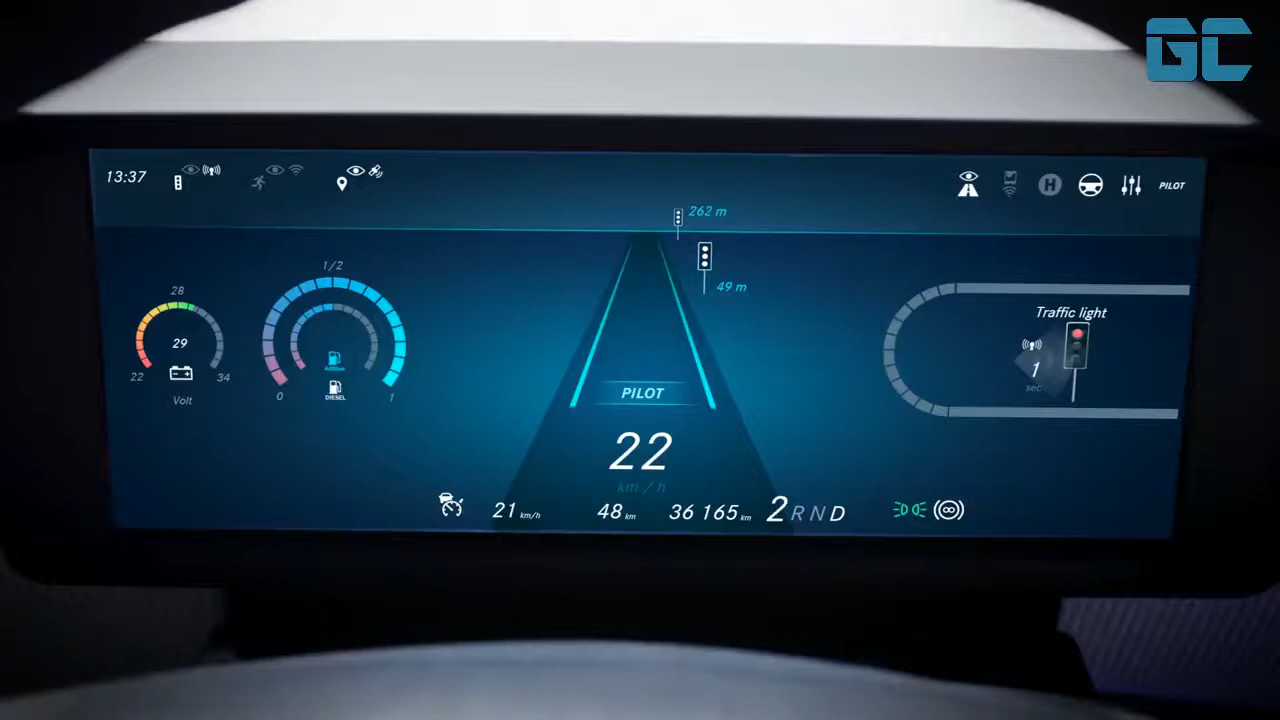 GC
13:37
H
PILOT
262 m
49 m
28
29
22 34
Volt
1/2
AdBlue
DIESEL
0 1
PILOT
22
km / h
Traffic light
1
sec
21 km/h 48 km 36 165 km 2 R N D